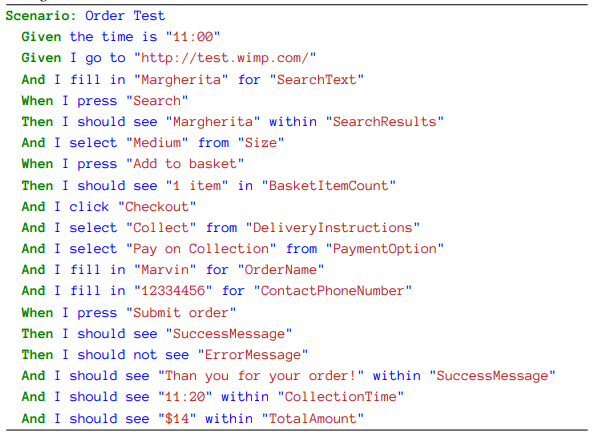 Scenario: Order Test
Given the time is "11:00"
Given I go to "http://test.wimp.com/"
And I fill in "Margherita" for "SearchText"
When I press "Search"
Then I should see "Margherita" within "SearchResults"
And I select "Medium" from "Size"
When I press "Add to basket"
Then I should see "1 item" in "BasketItemCount"
And I click "Checkout"
And I select "Collect" from "DeliveryInstructions"
And I select "Pay on Collection" from "PaymentOption"
And I fill in "Marvin" for "OrderName"
And I fill in "12334456" for "ContactPhoneNumber"
When I press "Submit order"
Then I should see "SuccessMessage"
Then I should not see "ErrorMessage"
And I should see "Than you for your order!" within "SuccessMessage"
And I should see "11:20" within "CollectionTime"
And I should see "$14" within "TotalAmount"